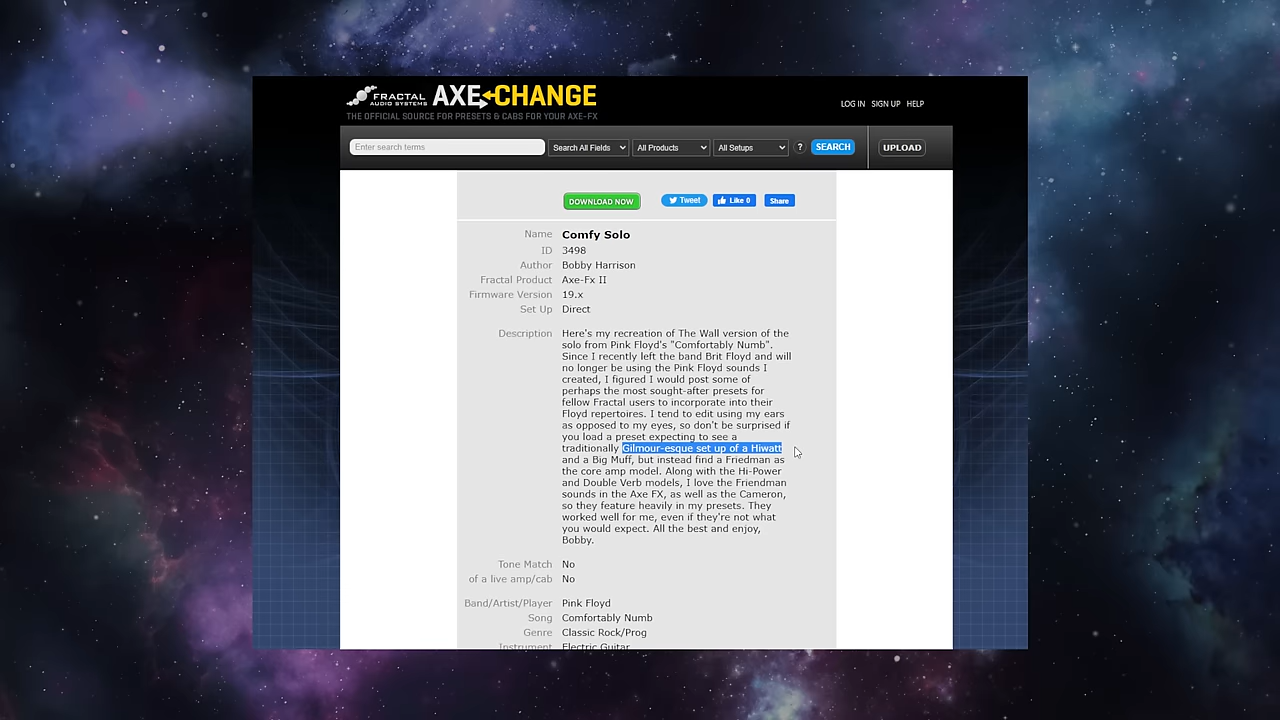 FRACTAL AUDIO SYSTEMS AXE CHANGE
THE OFFICIAL SOURCE FOR PRESETS & CABS FOR YOUR AXE-FX
LOG IN SIGN UP HELP
Enter search terms Search All Fields All Products All Setups ? SEARCH UPLOAD
DOWNLOAD NOW Tweet Like 0 Share
Name Comfy Solo
ID 3498
Author Bobby Harrison
Fractal Product Axe-Fx II
Firmware Version 19.x
Set Up Direct
Description Here's my recreation of The Wall version of the
solo from Pink Floyd's "Comfortably Numb".
Since I recently left the band Brit Floyd and will
no longer be using the Pink Floyd sounds I
created, I figured I would post some of
perhaps the most sought-after presets for
fellow Fractal users to incorporate into their
Floyd repertoires. I tend to edit using my ears
as opposed to my eyes, so don't be surprised if
you load a preset expecting to see a
traditionally Gilmour-esque set up of a Hiwatt
and a Big Muff, but instead find a Friedman as
the core amp model. Along with the Hi-Power
and Double Verb models, I love the Friendman
sounds in the Axe FX, as well as the Cameron,
so they feature heavily in my presets. They
worked well for me, even if they're not what
you would expect. All the best and enjoy,
Bobby.
Tone Match No
of a live amp/cab No
Band/Artist/Player Pink Floyd
Song Comfortably Numb
Genre Classic Rock/Prog
Instrument Electric Guitar